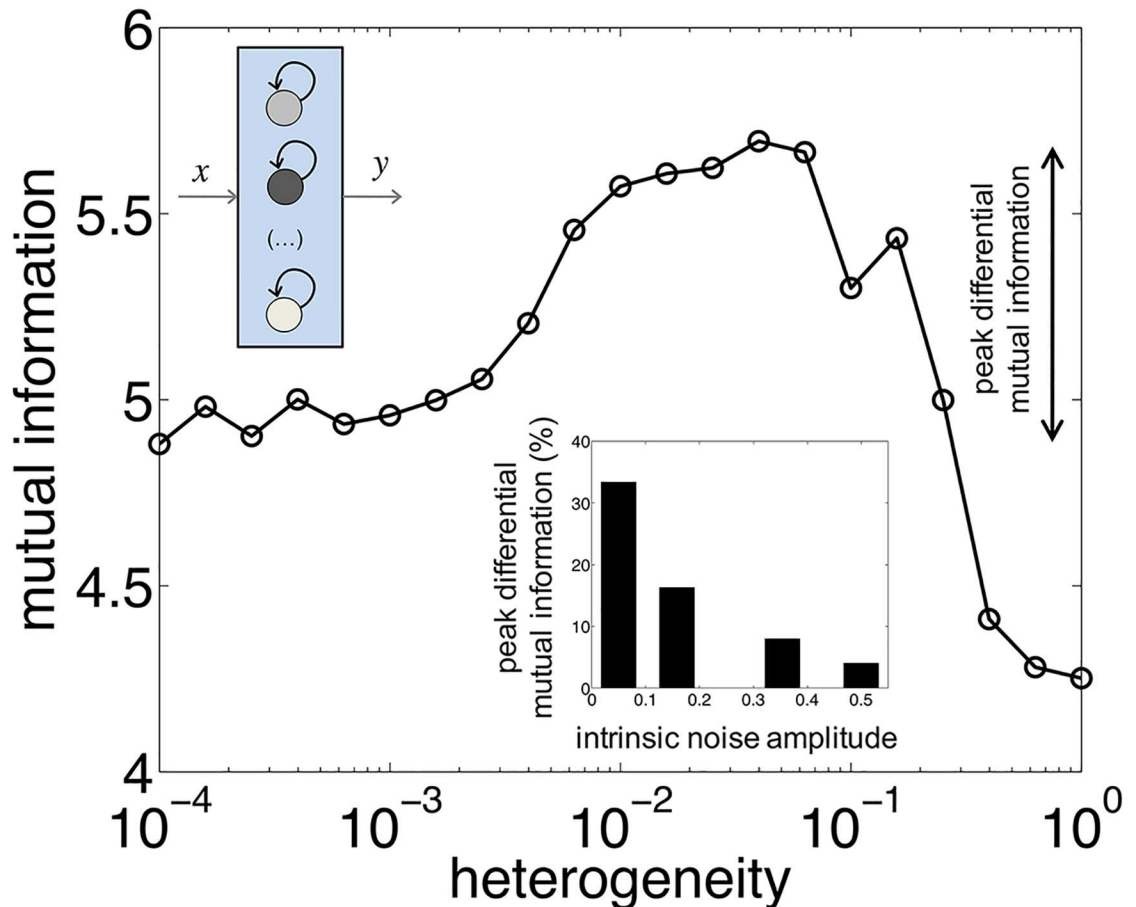 6
5.5
5
4.5
4
mutual information
x
y
(...)
peak differential
mutual information
peak differential
mutual information (%)
40
30
20
10
0
0 0.1 0.2 0.3 0.4 0.5
intrinsic noise amplitude
10⁻⁴ 10⁻³ 10⁻² 10⁻¹ 10⁰
heterogeneity